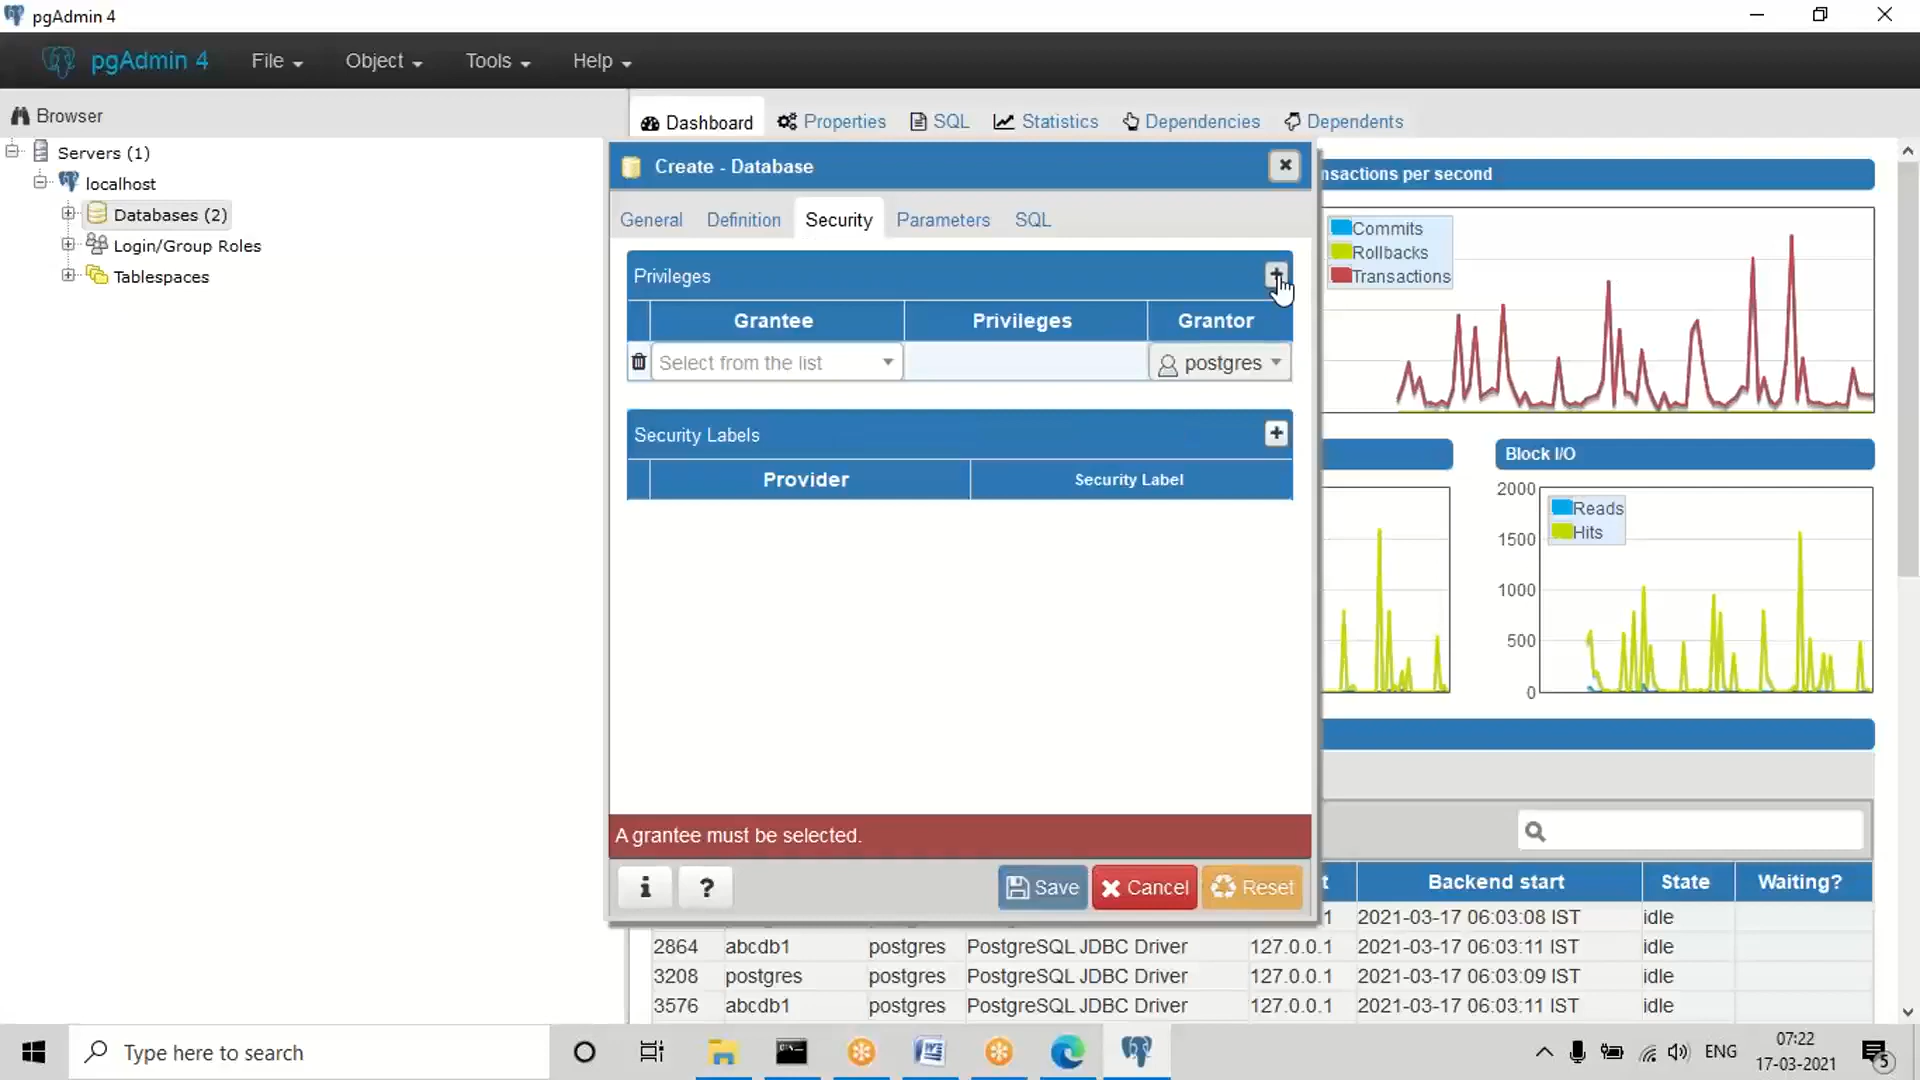 pgAdmin 4
pgAdmin 4 File Object Tools Help
Browser
Servers (1)
localhost
Databases (2)
Login/Group Roles
Tablespaces
Dashboard Properties SQL Statistics Dependencies Dependents
Create - Database
General Definition Security Parameters SQL
Privileges
Grantee Privileges Grantor
Select from the list postgres
Security Labels
Provider Security Label
A grantee must be selected.
i ? Save Cancel Reset
nsactions per second
Commits
Rollbacks
Transactions
Block I/O
2000
1500
1000
500
0
Reads
Hits
t Backend start State Waiting?
1 2021-03-17 06:03:08 IST idle
2864 abcdb1 postgres PostgreSQL JDBC Driver 127.0.0.1 2021-03-17 06:03:11 IST idle
3208 postgres postgres PostgreSQL JDBC Driver 127.0.0.1 2021-03-17 06:03:09 IST idle
3576 abcdb1 postgres PostgreSQL JDBC Driver 127.0.0.1 2021-03-17 06:03:11 IST idle
Type here to search
ENG
07:22
17-03-2021
5